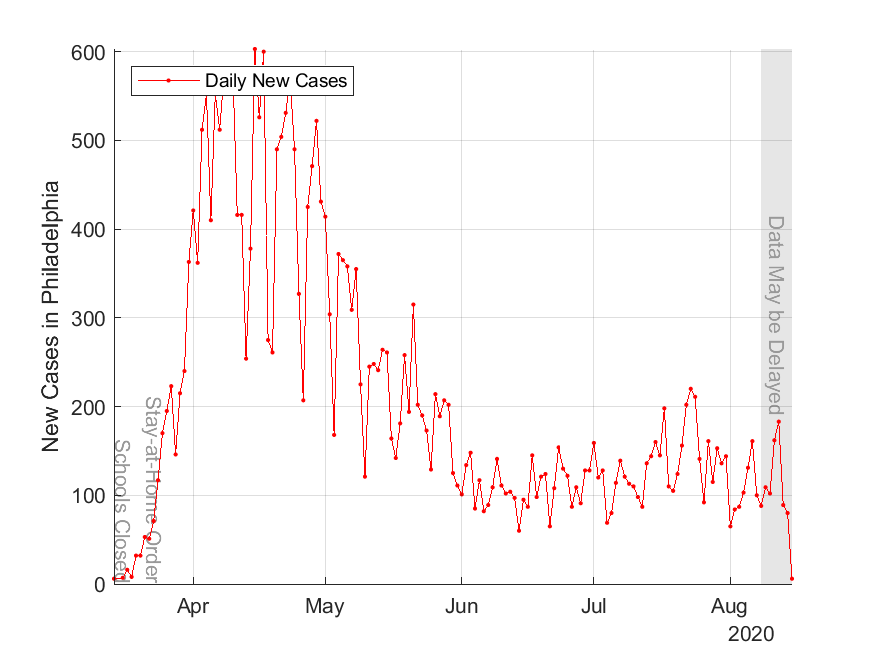 600
500
400
300
200
100
0
New Cases in Philadelphia
Daily New Cases
Schools Closed
Stay-at-Home Order
Data May be Delayed
Apr May Jun Jul Aug
2020